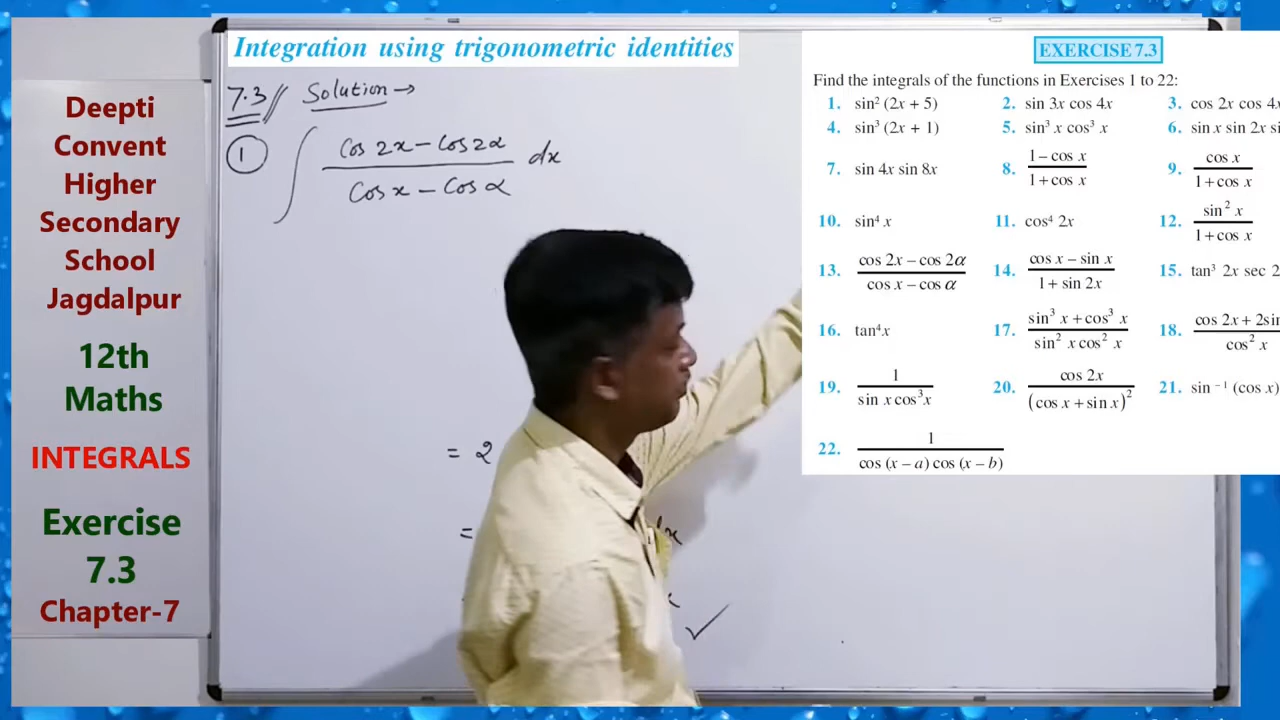 Integration using trigonometric identities
Deepti
Convent
Higher
Secondary
School
Jagdalpur
12th
Maths
INTEGRALS
Exercise
7.3
Chapter-7
7.3// Solution →
① ∫ (cos 2x − cos 2α)/(cos x − cos α) dx
= 2
=
dx
EXERCISE 7.3
Find the integrals of the functions in Exercises 1 to 22:
1. sin² (2x + 5) 2. sin 3x cos 4x 3. cos 2x cos 4x
4. sin³ (2x + 1) 5. sin³ x cos³ x 6. sin x sin 2x
7. sin 4x sin 8x 8. (1 − cos x)/(1 + cos x) 9. cos x/(1 + cos x)
10. sin⁴ x 11. cos⁴ 2x 12. sin² x/(1 + cos x)
13. (cos 2x − cos 2α)/(cos x − cos α) 14. (cos x − sin x)/(1 + sin 2x) 15. tan³ 2x sec
16. tan⁴x 17. (sin³ x + cos³ x)/(sin² x cos² x) 18. cos 2x + 2sin / cos² x
19. 1/(sin x cos³x) 20. cos 2x/(cos x + sin x)² 21. sin⁻¹ (cos x)
22. 1/(cos (x − a) cos (x − b))